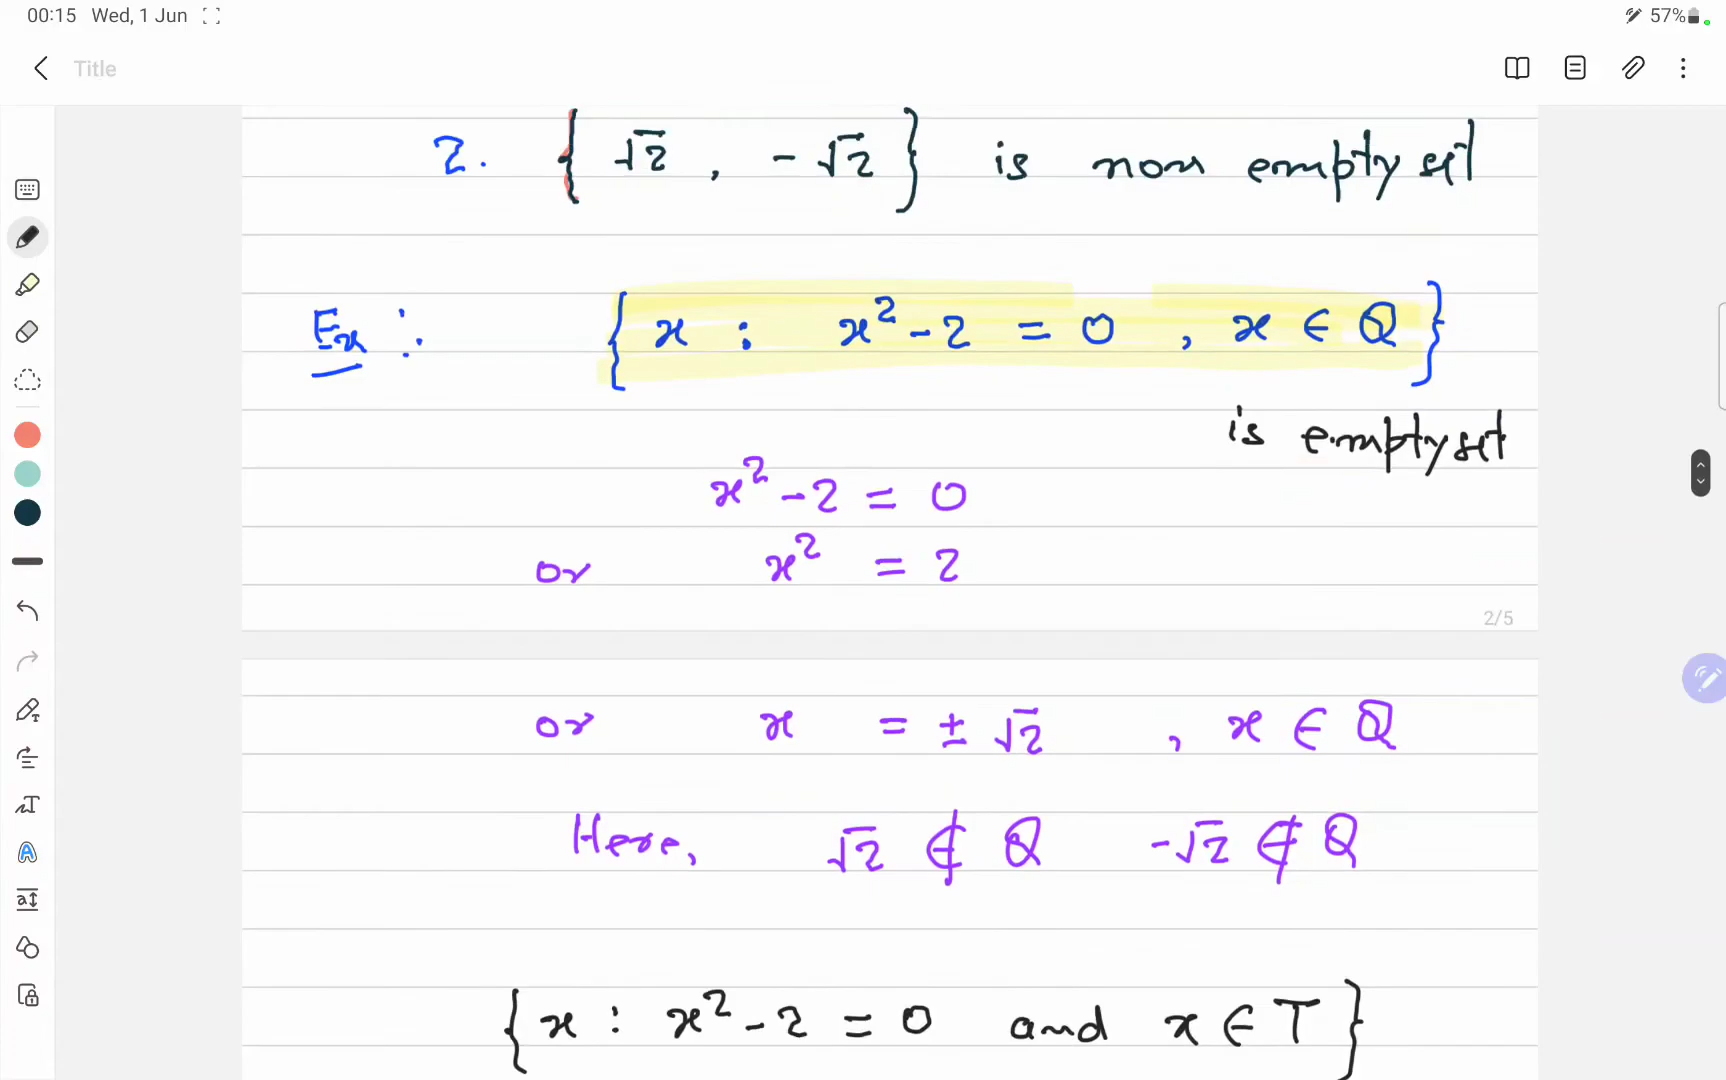 00:15 Wed, 1 Jun 57%
Title
2. {√2, -√2} is non empty set
Ex: {x : x² - 2 = 0, x ∈ Q}
is empty set
x² - 2 = 0
or x² = 2
2/5
or x = ± √2, x ∈ Q
Here, √2 ∉ Q -√2 ∉ Q
{x : x² - 2 = 0 and x ∈ T}